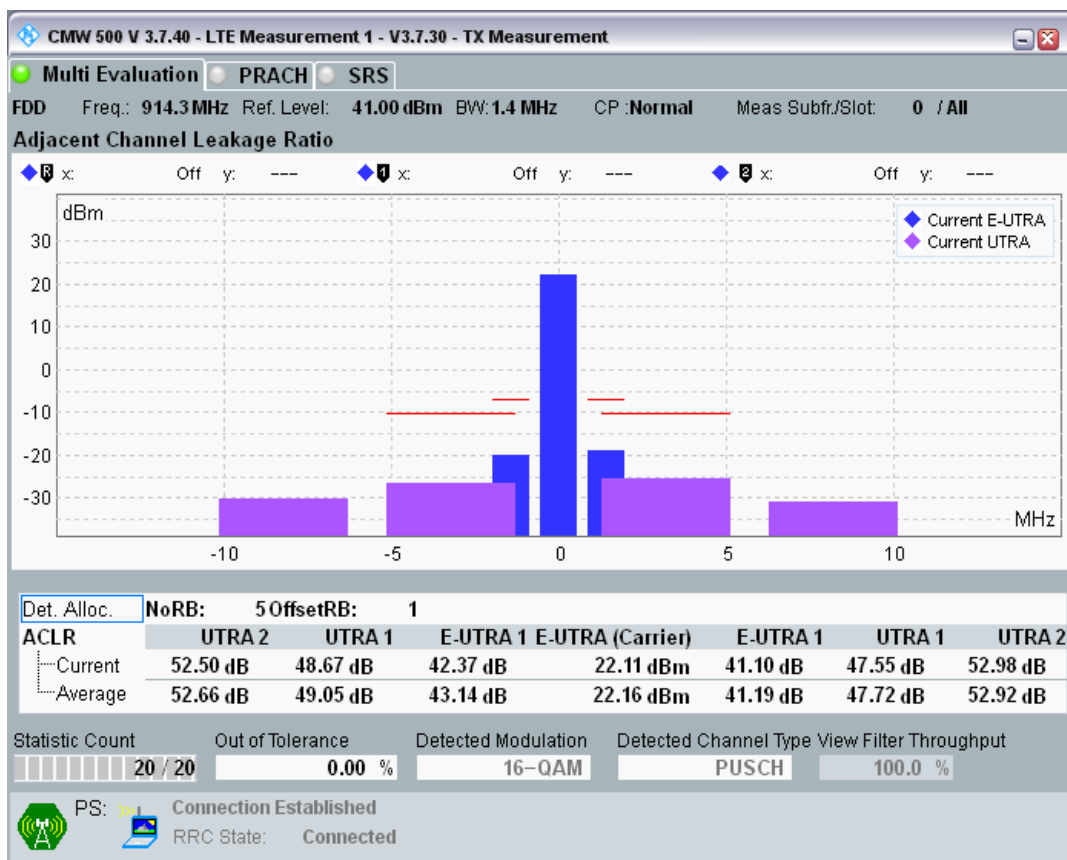 CMW 500 V 3.7.40 - LTE Measurement 1 - V3.7.30 - TX Measurement
Multi Evaluation PRACH SRS
FDD Freq.: 914.3 MHz Ref. Level: 41.00 dBm BW: 1.4 MHz CP :Normal Meas Subfr./Slot: 0 / All
Adjacent Channel Leakage Ratio
R x: Off y: --- 1 x: Off y: --- 2 x: Off y: ---
dBm
Current E-UTRA
Current UTRA
30
20
10
0
-10
-20
-30
MHz
-10 -5 0 5 10
Det. Alloc. NoRB: 5 OffsetRB: 1
ACLR UTRA 2 UTRA 1 E-UTRA 1 E-UTRA (Carrier) E-UTRA 1 UTRA 1 UTRA 2
Current 52.50 dB 48.67 dB 42.37 dB 22.11 dBm 41.10 dB 47.55 dB 52.98 dB
Average 52.66 dB 49.05 dB 43.14 dB 22.16 dBm 41.19 dB 47.72 dB 52.92 dB
Statistic Count Out of Tolerance Detected Modulation Detected Channel Type View Filter Throughput
20 / 20 0.00 % 16-QAM PUSCH 100.0 %
PS: Connection Established
RRC State: Connected